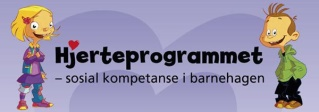 Hjerteprogrammet
– sosial kompetanse i barnehagen